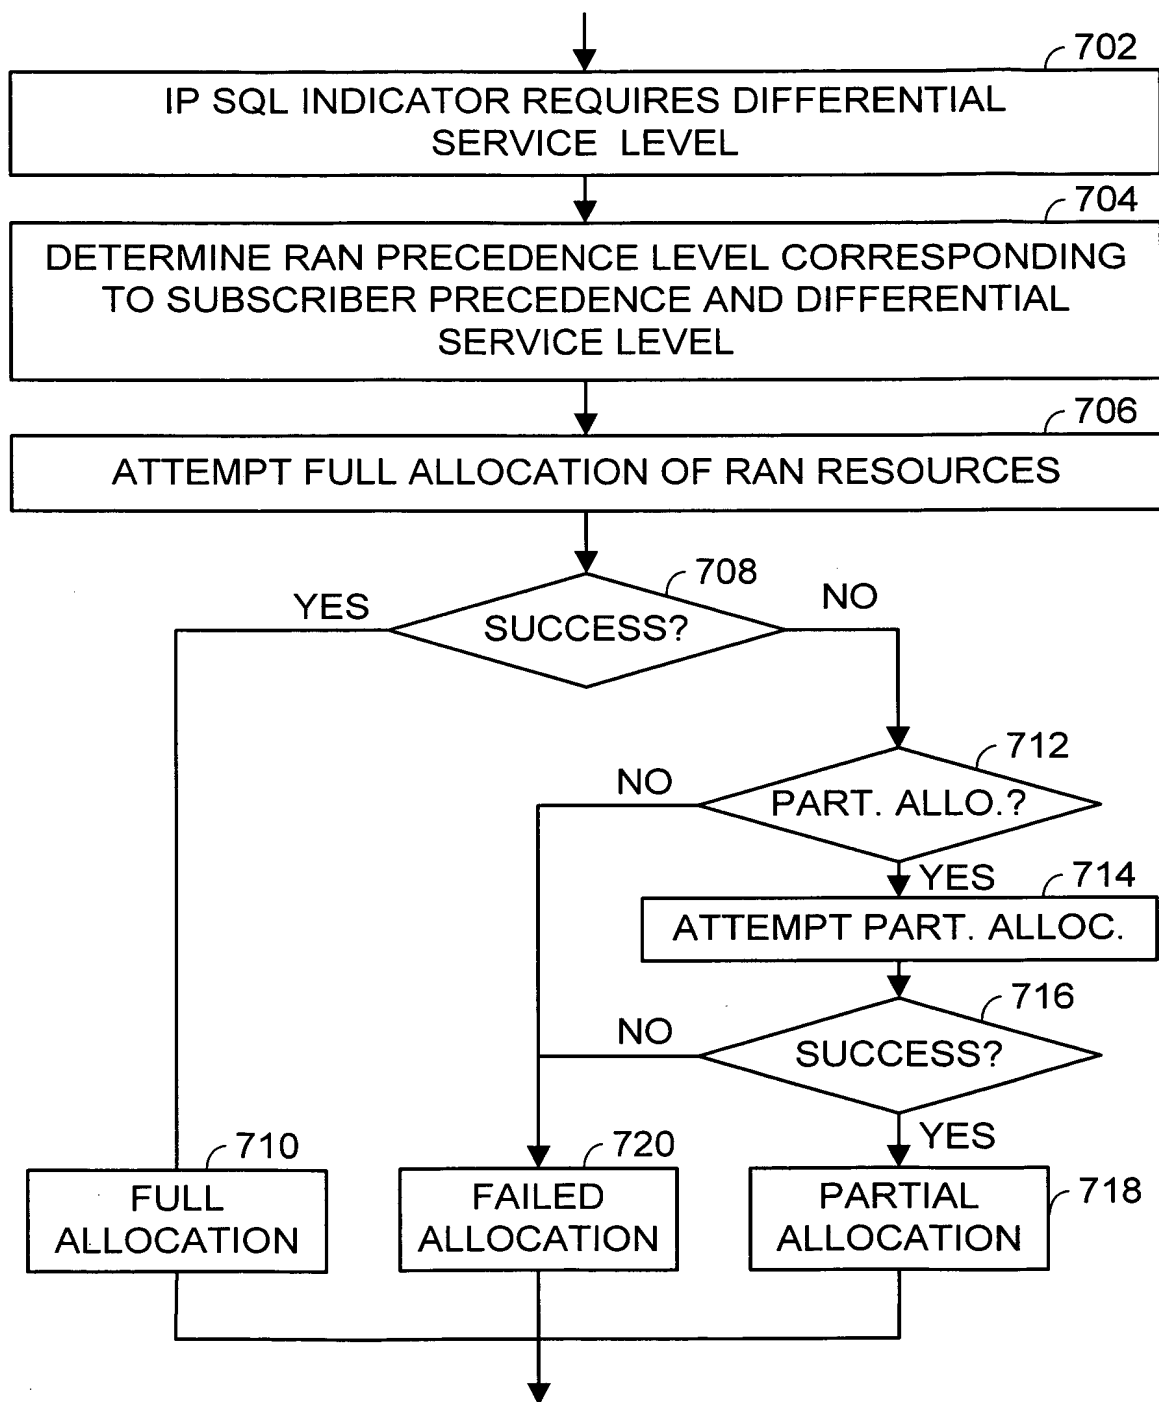 702
IP SQL INDICATOR REQUIRES DIFFERENTIAL
SERVICE LEVEL
704
DETERMINE RAN PRECEDENCE LEVEL CORRESPONDING
TO SUBSCRIBER PRECEDENCE AND DIFFERENTIAL
SERVICE LEVEL
706
ATTEMPT FULL ALLOCATION OF RAN RESOURCES
708
YES
NO
SUCCESS?
712
NO
PART. ALLO.?
YES
714
ATTEMPT PART. ALLOC.
716
NO
SUCCESS?
YES
710
FULL
ALLOCATION
720
FAILED
ALLOCATION
718
PARTIAL
ALLOCATION